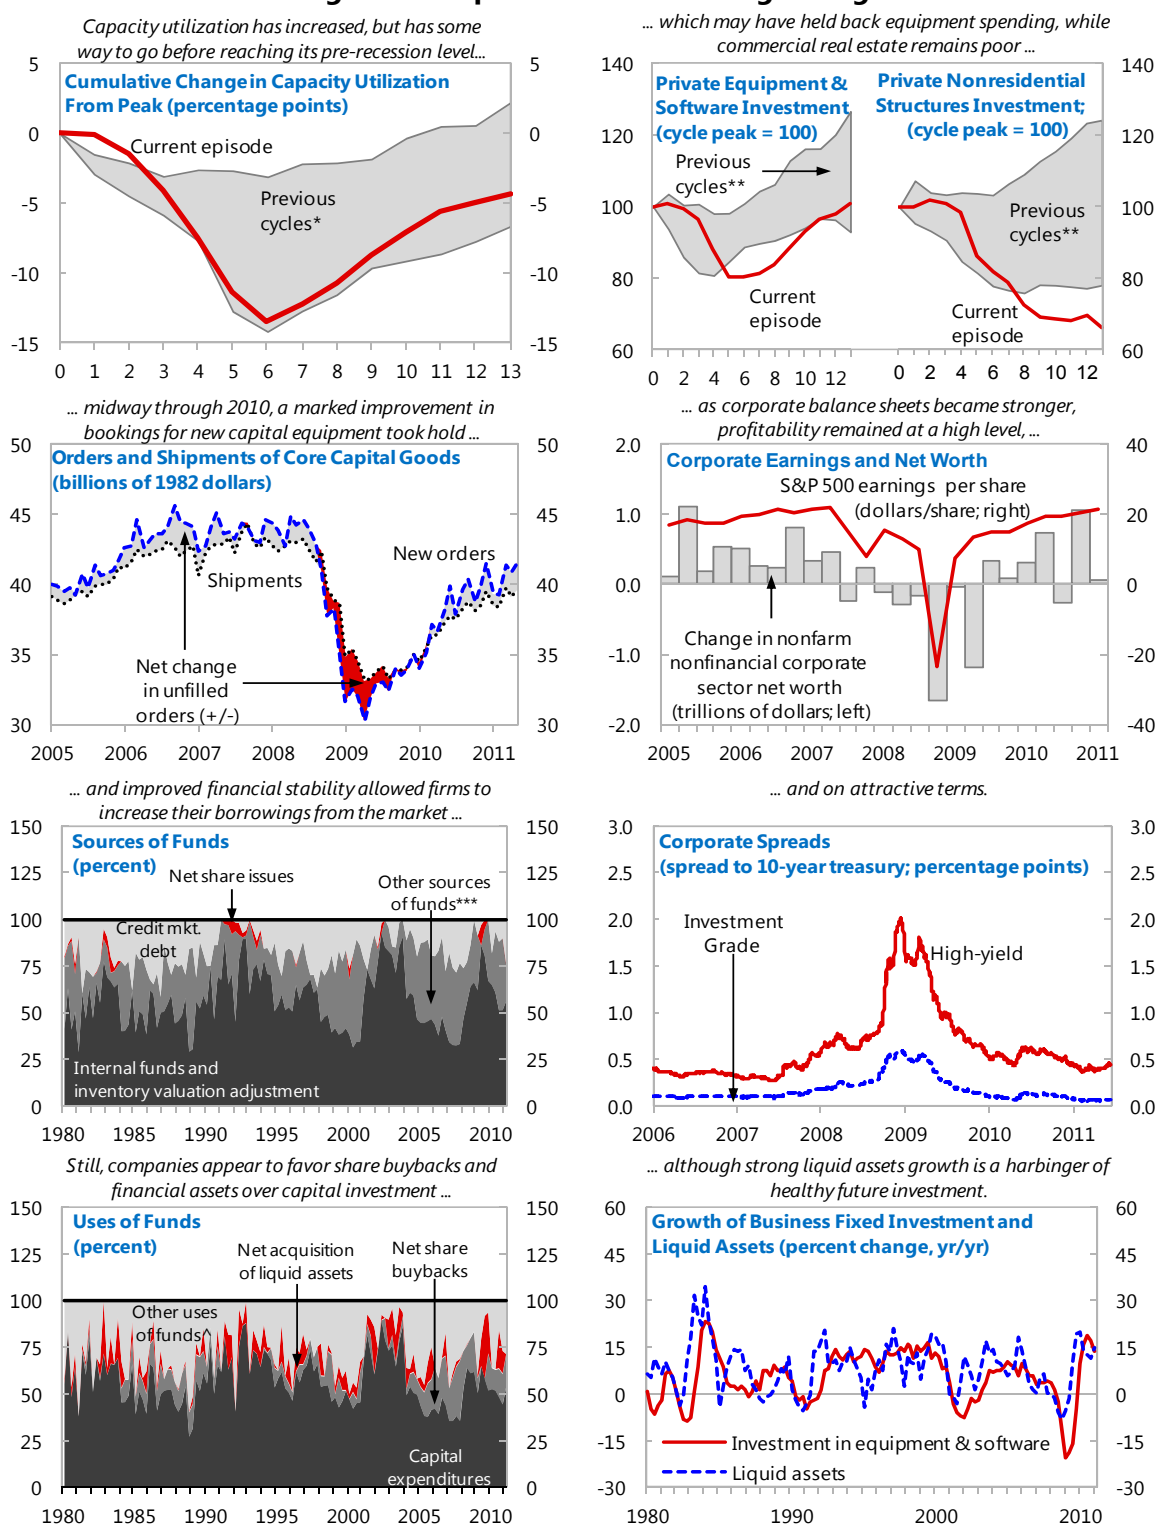 Capacity utilization has increased, but has some
way to go before reaching its pre-recession level...
5 5
Cumulative Change in Capacity Utilization
From Peak (percentage points)
0 0
Current episode
Previous
cycles*
-5 -5
-10 -10
-15 -15
0 1 2 3 4 5 6 7 8 9 10 11 12 13
... which may have held back equipment spending, while
commercial real estate remains poor ...
140 140
Private Equipment &
Software Investment
(cycle peak = 100)
Private Nonresidential
Structures Investment;
(cycle peak = 100)
120 120
Previous
cycles**
100 100
Previous
cycles**
80 80
Current
episode
Current
episode
60 60
0 2 4 6 8 10 12 0 2 4 6 8 10 12
... midway through 2010, a marked improvement in
bookings for new capital equipment took hold ...
50 50
Orders and Shipments of Core Capital Goods
(billions of 1982 dollars)
45 45
New orders
Shipments
40 40
35 35
Net change
in unfilled
orders (+/-)
30 30
2005 2006 2007 2008 2009 2010 2011
... as corporate balance sheets became stronger,
profitability remained at a high level, ...
2.0 40
Corporate Earnings and Net Worth
S&P 500 earnings per share
(dollars/share; right)
1.0 20
0.0 0
Change in nonfarm
nonfinancial corporate
sector net worth
(trillions of dollars; left)
-1.0 -20
-2.0 -40
2005 2006 2007 2009 2010 2011
... and improved financial stability allowed firms to
increase their borrowings from the market ...
150 150
Sources of Funds
(percent)
125 125
Net share issues
Other sources
of funds***
100 100
Credit mkt.
debt
75 75
50 50
25 25
Internal funds and
inventory valuation adjustment
0 0
1980 1985 1990 1995 2000 2005 2010
... and on attractive terms.
3.0 3.0
Corporate Spreads
(spread to 10-year treasury; percentage points)
2.5 2.5
2.0 2.0
Investment
Grade
High-yield
1.5 1.5
1.0 1.0
0.5 0.5
0.0 0.0
2006 2007 2008 2009 2010 2011
Still, companies appear to favor share buybacks and
financial assets over capital investment ...
150 150
Uses of Funds
(percent)
125 125
Net acquisition
of liquid assets
Net share
buybacks
100 100
Other uses
of funds^
75 75
50 50
25 25
Capital
expenditures
0 0
1980 1985 1990 1995 2000 2005 2010
... although strong liquid assets growth is a harbinger of
healthy future investment.
60 60
Growth of Business Fixed Investment and
Liquid Assets (percent change, yr/yr)
45 45
30 30
15 15
0 0
-15 -15
Investment in equipment & software
Liquid assets
-30 -30
1980 1990 2000 2010